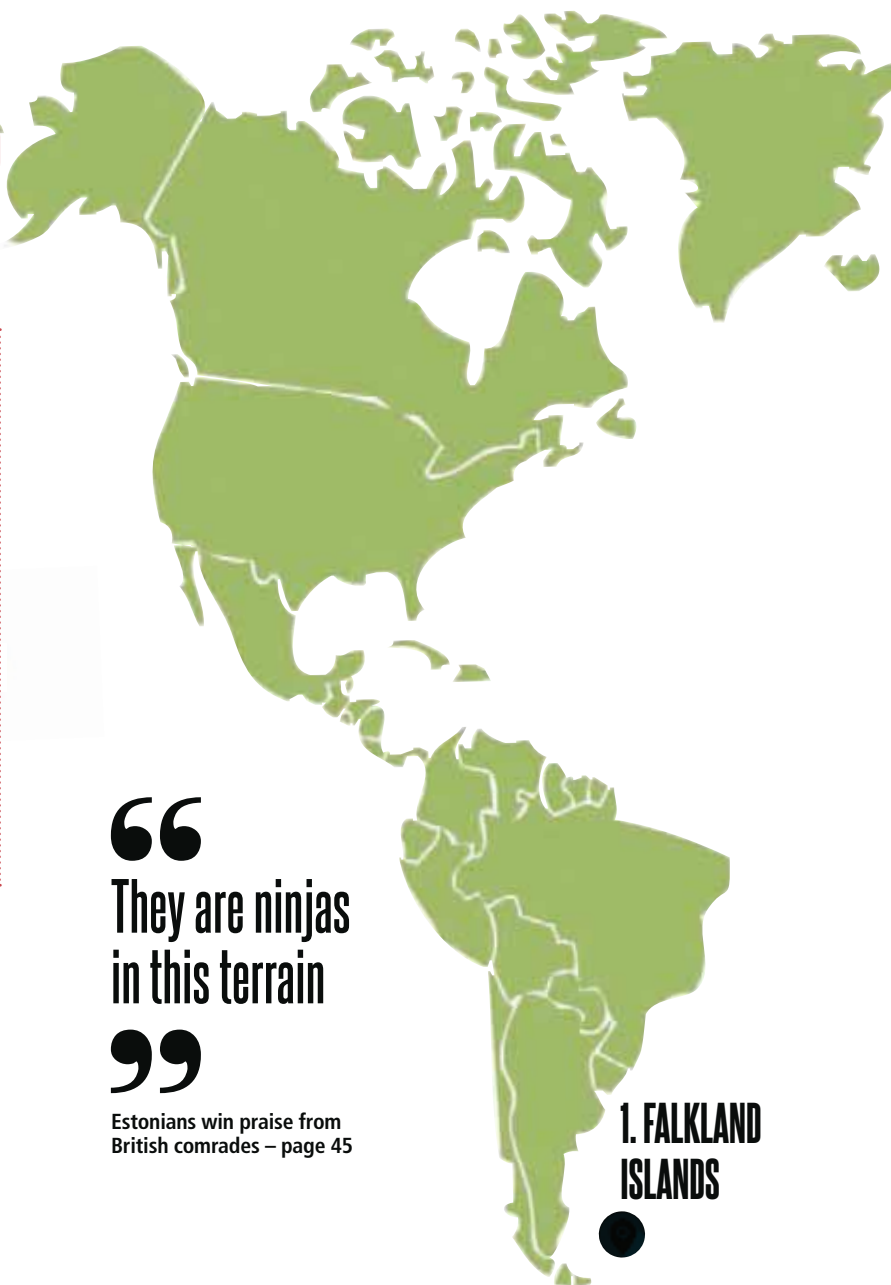 “
They are ninjas
in this terrain
”
Estonians win praise from
British comrades – page 45
1. FALKLAND
ISLANDS